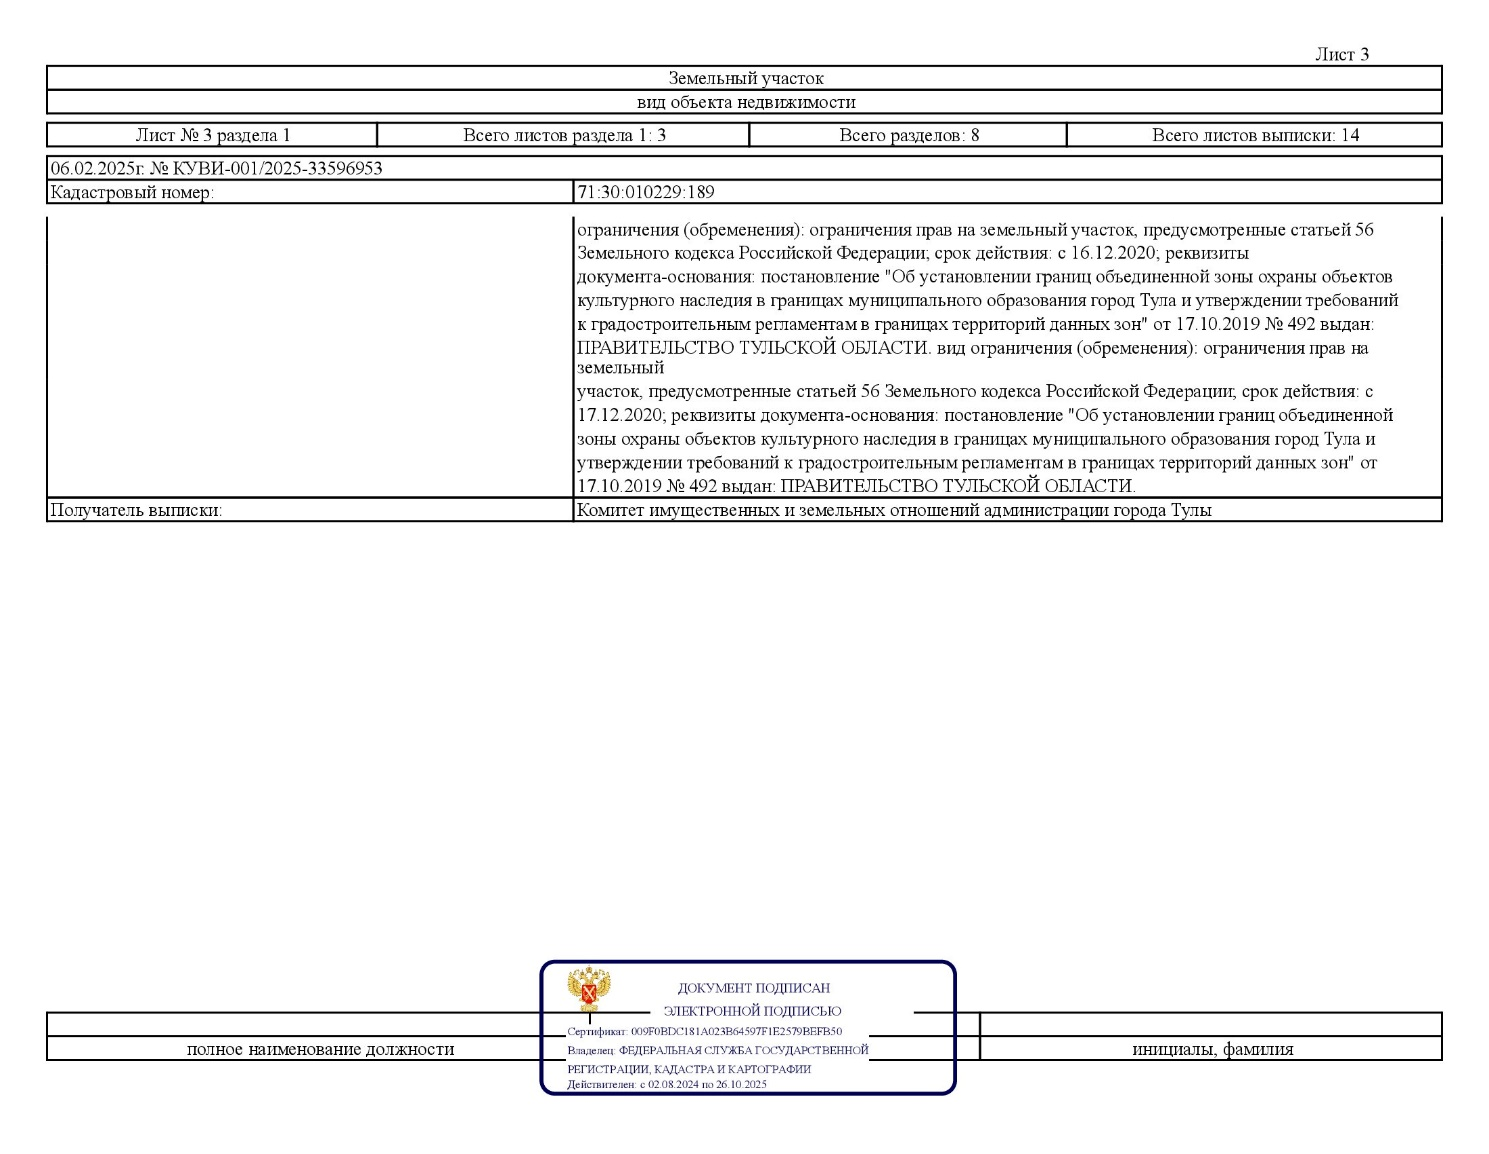 Лист 3
Земельный участок
вид объекта недвижимости
Лист № 3 раздела 1
Всего листов раздела 1: 3
Всего разделов: 8
Всего листов выписки: 14
06.02.2025г. № КУВИ-001/2025-33596953
Кадастровый номер:
71:30:010229:189
ограничения (обременения): ограничения прав на земельный участок, предусмотренные статьей 56
Земельного кодекса Российской Федерации; срок действия: с 16.12.2020; реквизиты
документа-основания: постановление "Об установлении границ объединенной зоны охраны объектов
культурного наследия в границах муниципального образования город Тула и утверждении требований
к градостроительным регламентам в границах территорий данных зон" от 17.10.2019 № 492 выдан:
ПРАВИТЕЛЬСТВО ТУЛЬСКОЙ ОБЛАСТИ. вид ограничения (обременения): ограничения прав на
земельный
участок, предусмотренные статьей 56 Земельного кодекса Российской Федерации; срок действия: с
17.12.2020; реквизиты документа-основания: постановление "Об установлении границ объединенной
зоны охраны объектов культурного наследия в границах муниципального образования город Тула и
утверждении требований к градостроительным регламентам в границах территорий данных зон" от
17.10.2019 № 492 выдан: ПРАВИТЕЛЬСТВО ТУЛЬСКОЙ ОБЛАСТИ.
Получатель выписки:
Комитет имущественных и земельных отношений администрации города Тулы
ДОКУМЕНТ ПОДПИСАН
ЭЛЕКТРОННОЙ ПОДПИСЬЮ
Сертификат: 009F0BDC181A023B64597F1E2579BEFB50
Владелец: ФЕДЕРАЛЬНАЯ СЛУЖБА ГОСУДАРСТВЕННОЙ
РЕГИСТРАЦИИ, КАДАСТРА И КАРТОГРАФИИ
Действителен: с 02.08.2024 по 26.10.2025
полное наименование должности
инициалы, фамилия